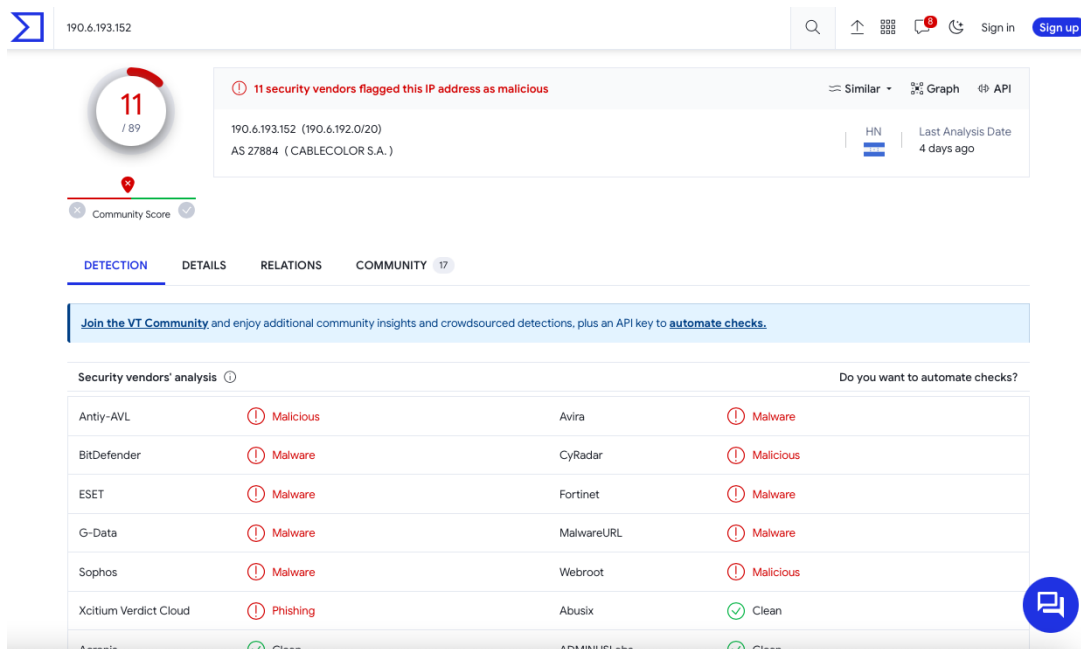 190.6.193.152
8
Sign in
Sign up
11
/ 89
Community Score
11 security vendors flagged this IP address as malicious
Similar
Graph
API
190.6.193.152 (190.6.192.0/20)
AS 27884 ( CABLECOLOR S.A. )
HN
Last Analysis Date
4 days ago
DETECTION DETAILS RELATIONS COMMUNITY 17
Join the VT Community and enjoy additional community insights and crowdsourced detections, plus an API key to automate checks.
Security vendors' analysis
Do you want to automate checks?
Antiy-AVL Malicious Avira Malware
BitDefender Malware CyRadar Malicious
ESET Malware Fortinet Malware
G-Data Malware MalwareURL Malware
Sophos Malware Webroot Malicious
Xcitium Verdict Cloud Phishing Abusix Clean
Acronis Clean ADMINUSLabs Clean